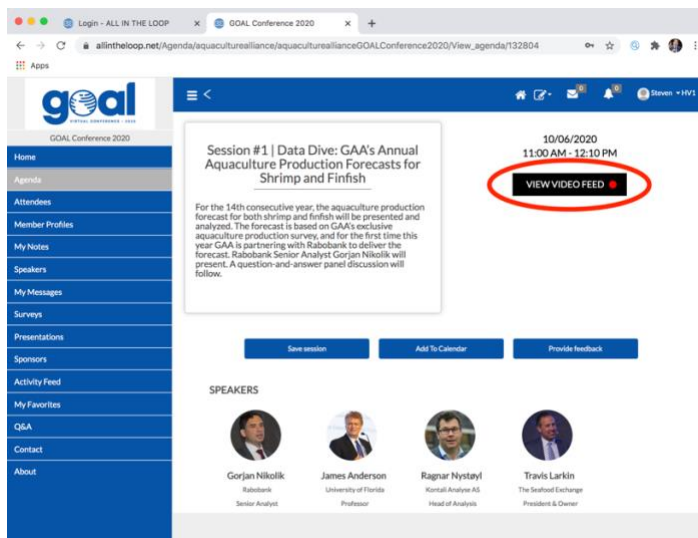 Login - ALL IN THE LOOP
GOAL Conference 2020
allintheloop.net/Agenda/aquaculturealliance/aquacultureallianceGOALConference2020/View_agenda/132804
Apps
goal
VIRTUAL CONFERENCE • 2020
GOAL Conference 2020
Home
Agenda
Attendees
Member Profiles
My Notes
Speakers
My Messages
Surveys
Presentations
Sponsors
Activity Feed
My Favorites
Q&A
Contact
About
0
0
Steven
HV1
Session #1 | Data Dive: GAA's Annual
Aquaculture Production Forecasts for
Shrimp and Finfish
For the 14th consecutive year, the aquaculture production
forecast for both shrimp and finfish will be presented and
analyzed. The forecast is based on GAA's exclusive
aquaculture production survey, and for the first time this
year GAA is partnering with Rabobank to deliver the
forecast. Rabobank Senior Analyst Gorjan Nikolik will
present. A question-and-answer panel discussion will
follow.
10/06/2020
11:00 AM - 12:10 PM
VIEW VIDEO FEED
Save session
Add To Calendar
Provide feedback
SPEAKERS
Gorjan Nikolik
Rabobank
Senior Analyst
James Anderson
University of Florida
Professor
Ragnar Nystøyl
Kontali Analyse AS
Head of Analysis
Travis Larkin
The Seafood Exchange
President & Owner